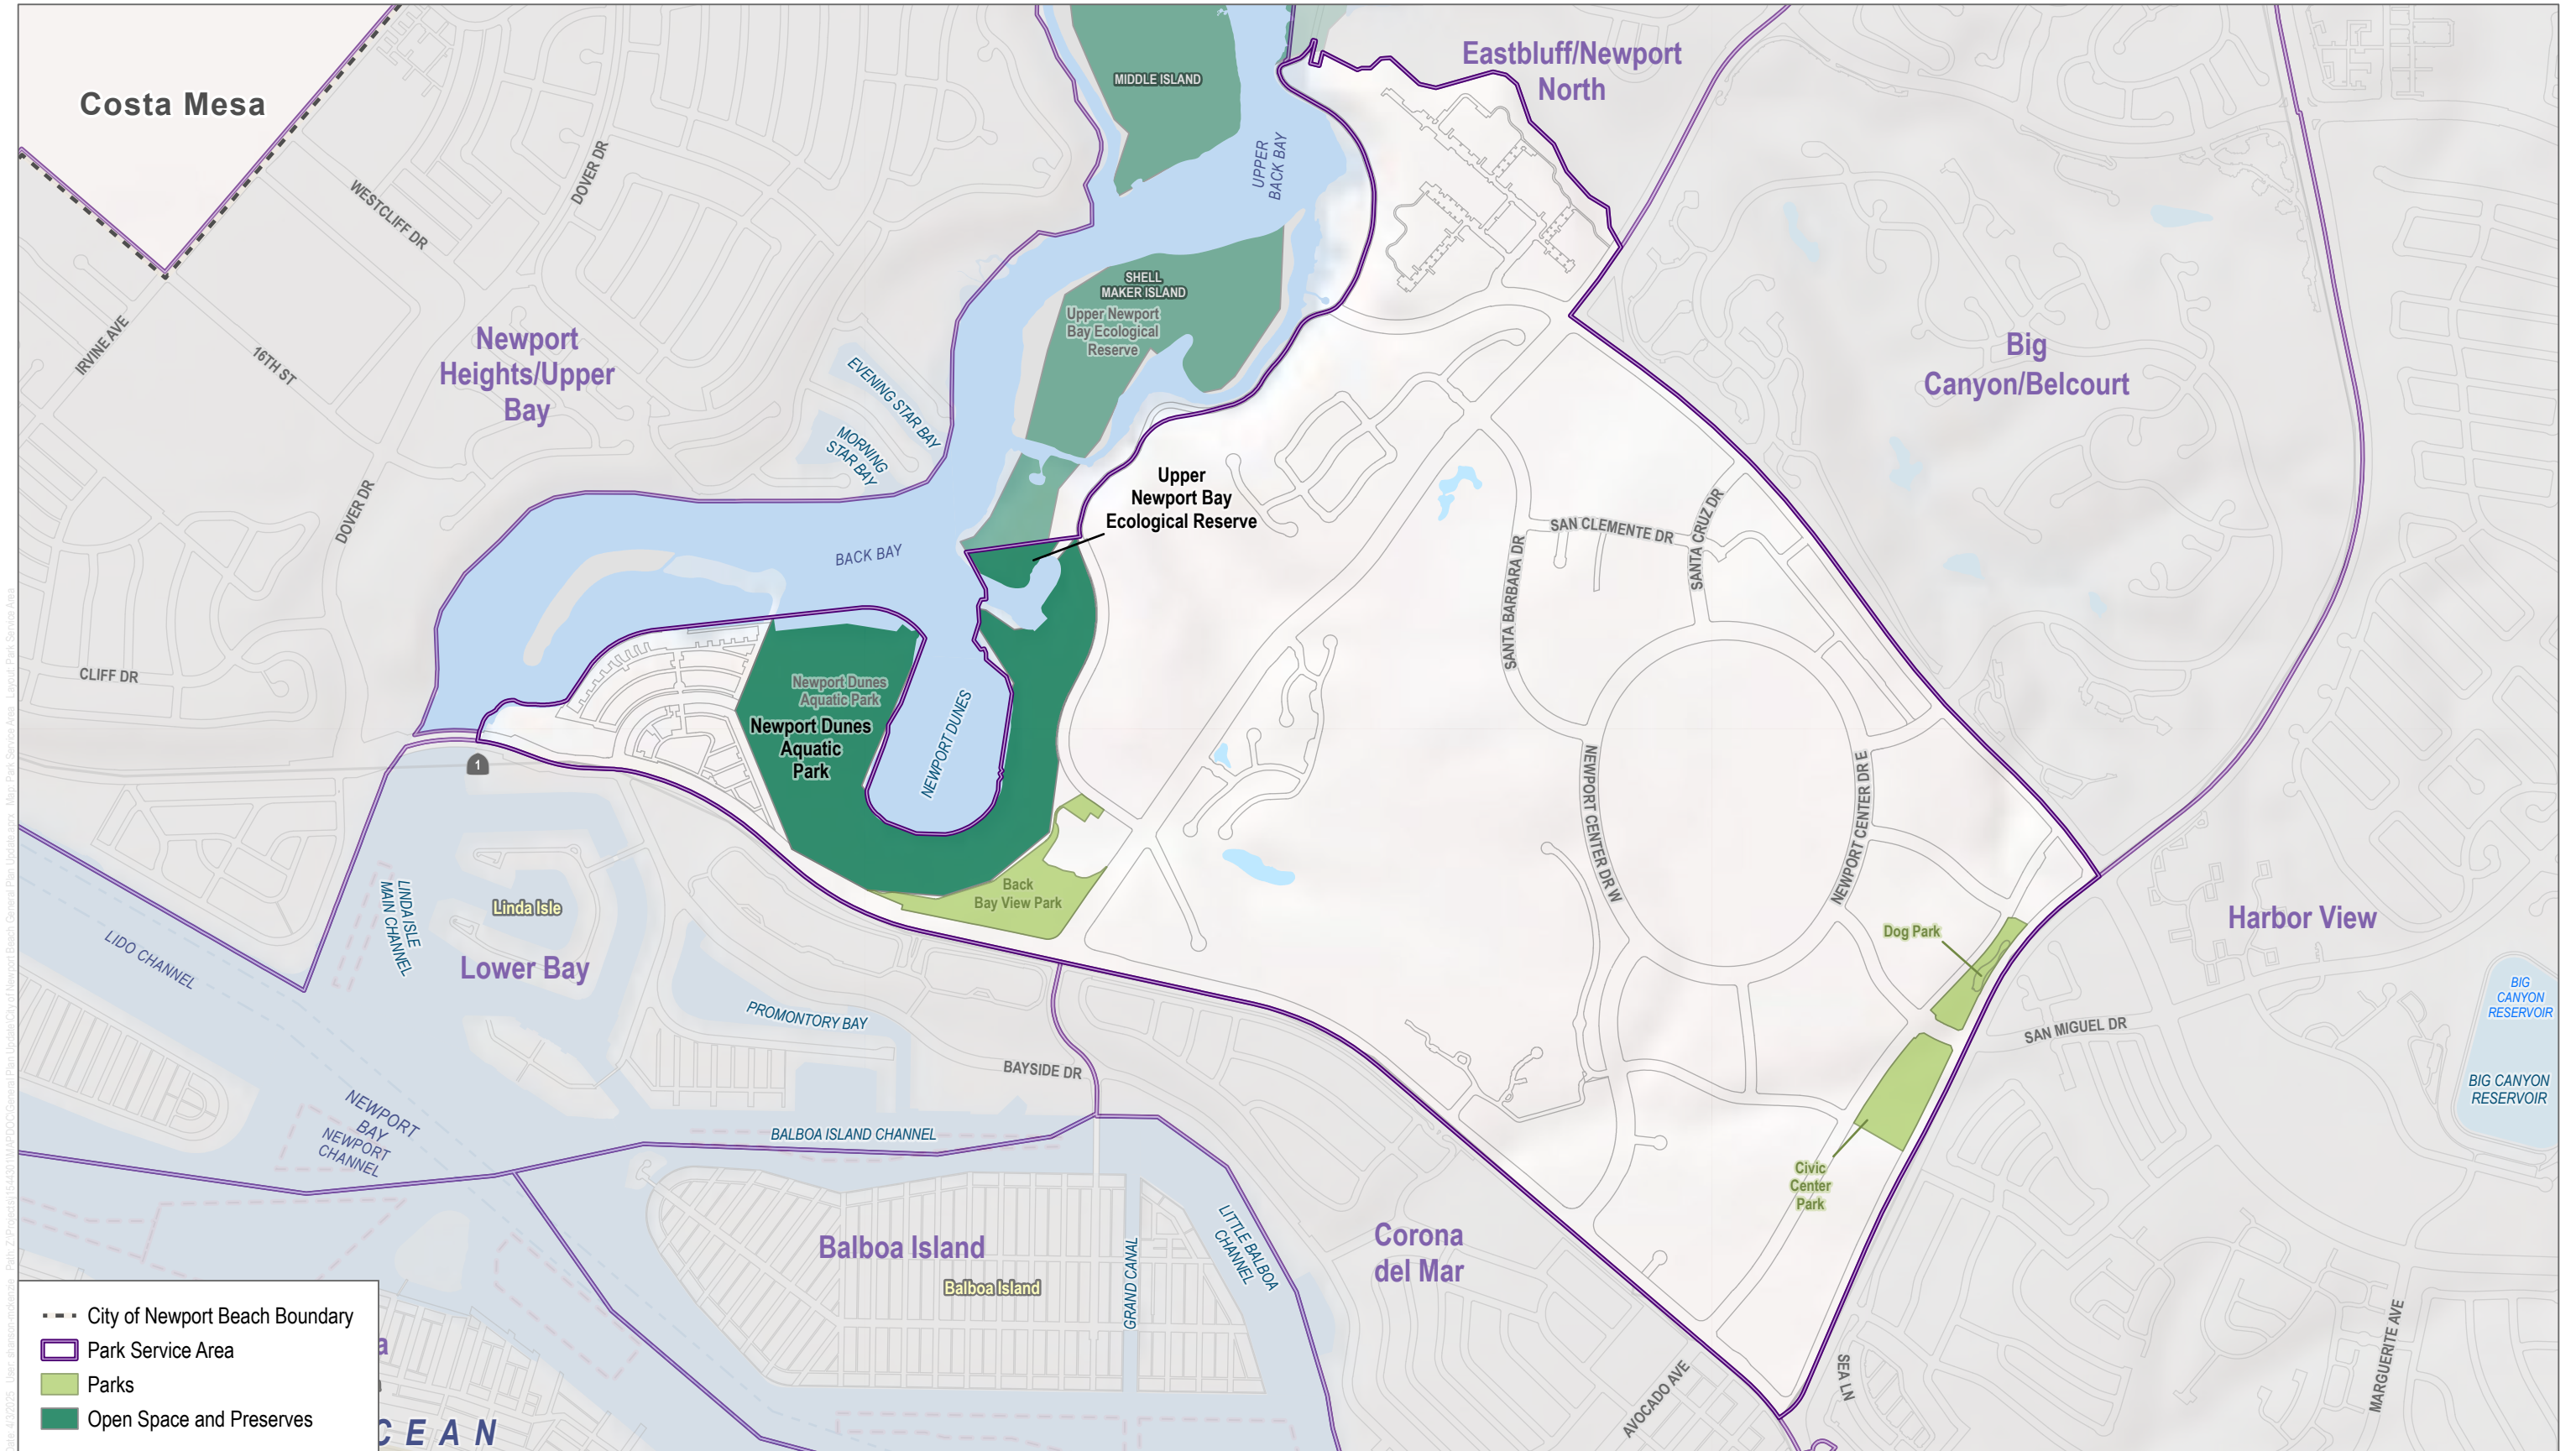 Costa Mesa
MIDDLE ISLAND
Eastbluff/Newport
North
UPPER
BACK BAY
DOVER DR
WESTCLIFF DR
SHELL
MAKER ISLAND
Upper Newport
Bay Ecological
Reserve
IRVINE AVE
16TH ST
Newport
Heights/Upper
Bay
EVENING STAR BAY
MORNING
STAR BAY
Big
Canyon/Belcourt
Upper
Newport Bay
Ecological Reserve
DOVER DR
BACK BAY
SAN CLEMENTE DR
SANTA CRUZ DR
SANTA BARBARA DR
CLIFF DR
Newport Dunes
Aquatic Park
Newport Dunes
Aquatic
Park
NEWPORT DUNES
1
NEWPORT CENTER DR W
NEWPORT CENTER DR E
Back
Bay View Park
LINDA ISLE
MAIN CHANNEL
Linda Isle
LIDO CHANNEL
Lower Bay
Dog Park
Harbor View
BIG
CANYON
RESERVOIR
PROMONTORY BAY
SAN MIGUEL DR
BAYSIDE DR
BIG CANYON
RESERVOIR
NEWPORT
BAY
NEWPORT
CHANNEL
BALBOA ISLAND CHANNEL
Civic
Center
Park
LITTLE BALBOA
CHANNEL
Balboa Island
Balboa Island
GRAND CANAL
Corona
del Mar
SEA LN
AVOCADO AVE
MARGUERITE AVE
City of Newport Beach Boundary
Park Service Area
Parks
Open Space and Preserves
a
CEAN